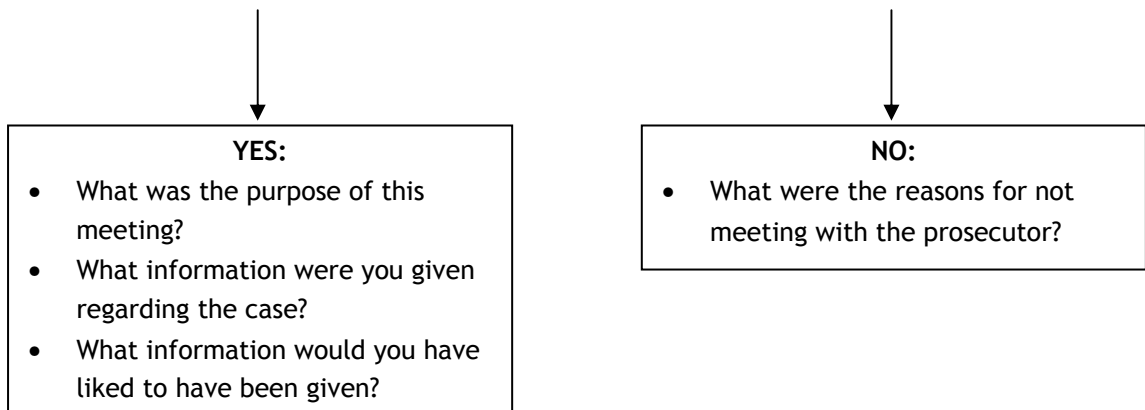 YES:
• What was the purpose of this
meeting?
• What information were you given
regarding the case?
• What information would you have
liked to have been given?
NO:
• What were the reasons for not
meeting with the prosecutor?